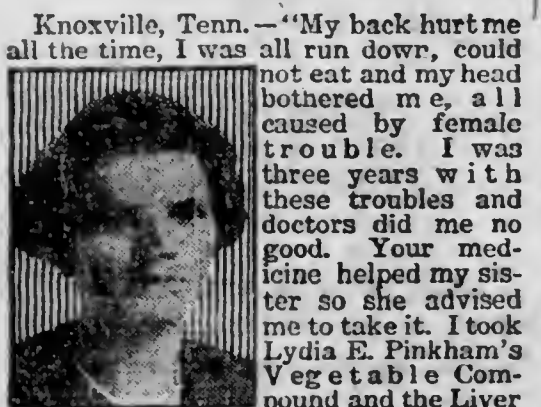 Knoxville, Tenn.—"My back hurt me
all the time, I was all run down, could
not eat and my head
bothered me, all
caused by female
trouble. I was
three years with
these troubles and
doctors did me no
good. Your med-
icine helped my sis-
ter so she advised
me to take it. I took
Lydia E. Pinkham's
Vegetable Com-
pound and the Liver